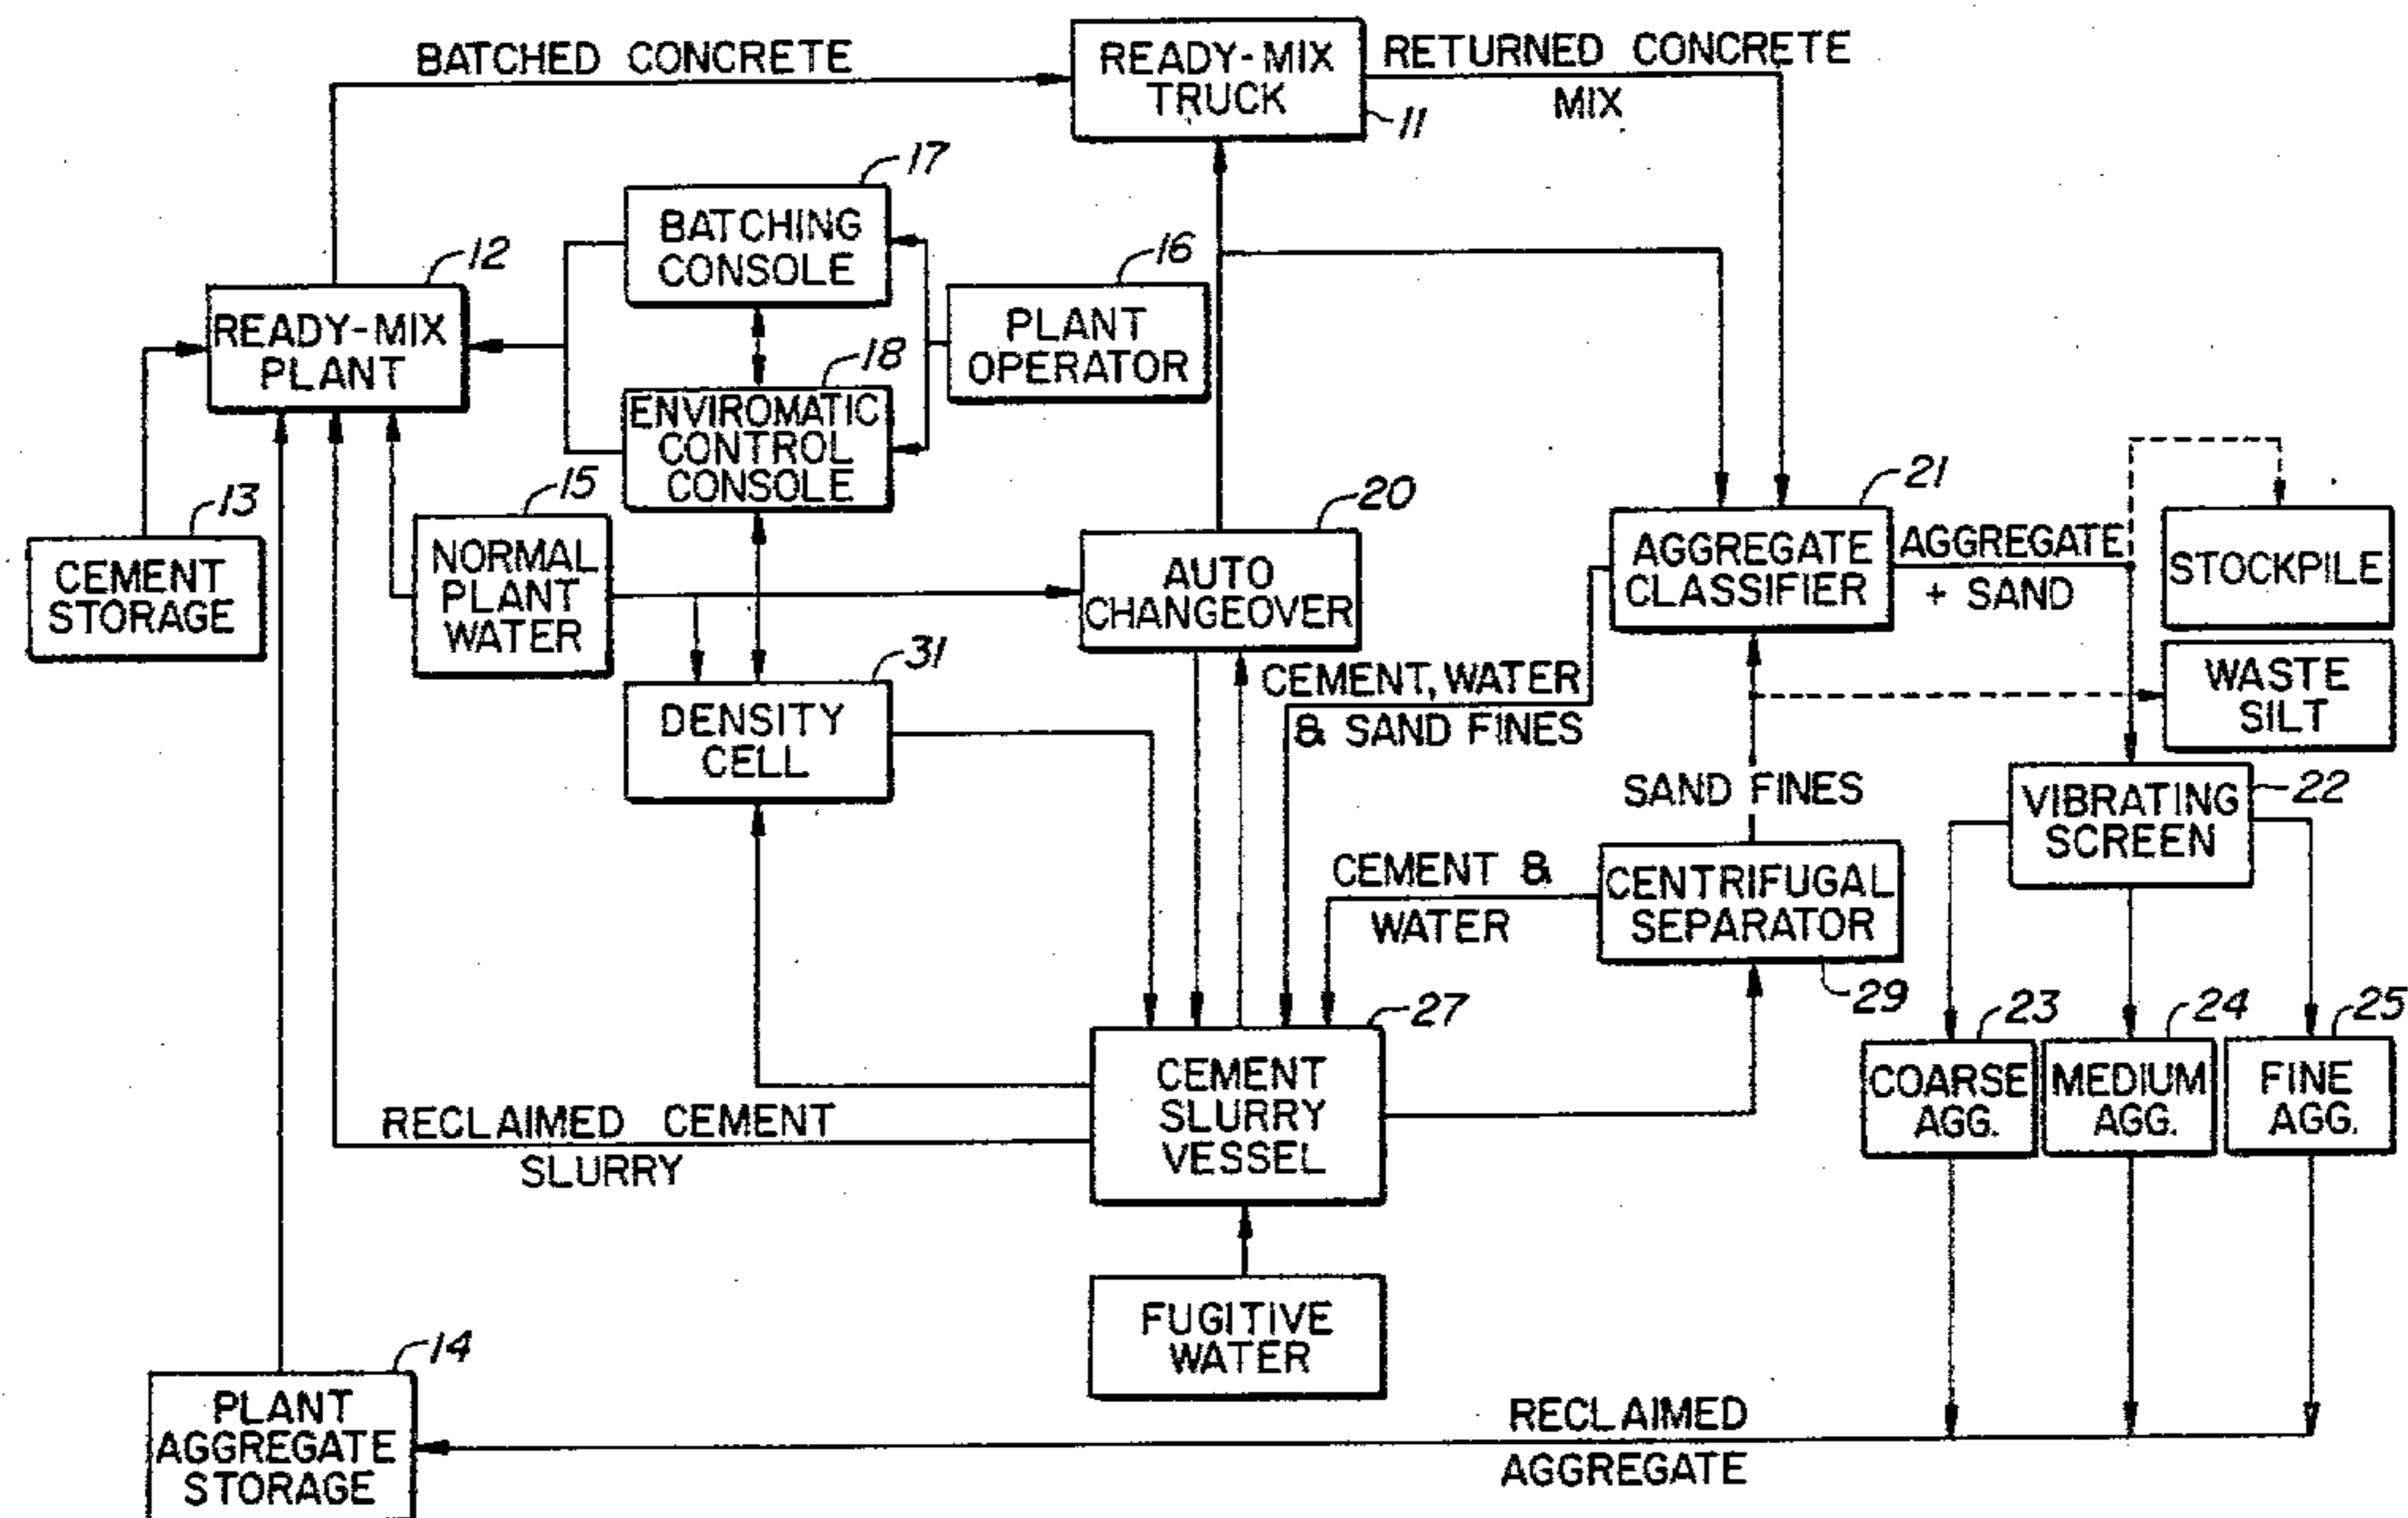 BATCHED CONCRETE
READY-MIX
TRUCK
11
RETURNED CONCRETE
MIX
17
BATCHING
CONSOLE
12
READY-MIX
PLANT
16
PLANT
OPERATOR
18
ENVIROMATIC
CONTROL
CONSOLE
13
CEMENT
STORAGE
15
NORMAL
PLANT
WATER
20
AUTO
CHANGEOVER
21
AGGREGATE
CLASSIFIER
AGGREGATE
+ SAND
STOCKPILE
WASTE
SILT
31
DENSITY
CELL
CEMENT, WATER
& SAND FINES
SAND FINES
22
VIBRATING
SCREEN
CEMENT &
WATER
CENTRIFUGAL
SEPARATOR
29
27
CEMENT
SLURRY
VESSEL
23
COARSE
AGG.
24
MEDIUM
AGG.
25
FINE
AGG.
RECLAIMED CEMENT
SLURRY
FUGITIVE
WATER
14
PLANT
AGGREGATE
STORAGE
RECLAIMED
AGGREGATE